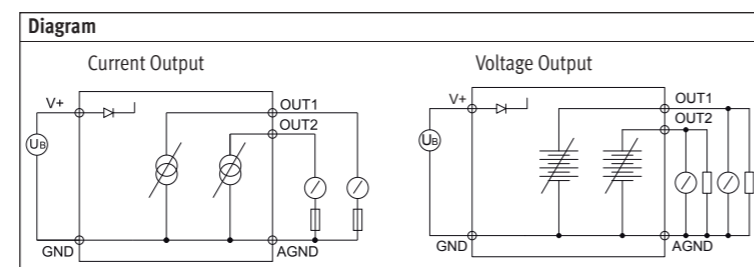 Diagram
Current Output
V+
OUT1
OUT2
UB
GND
AGND
Voltage Output
V+
OUT1
OUT2
UB
GND
AGND